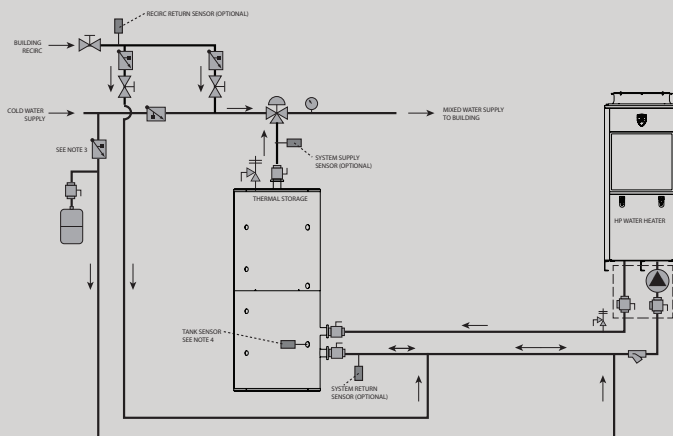 RECIRC RETURN SENSOR (OPTIONAL)
BUILDING
RECIRC
COLD WATER
SUPPLY
MIXED WATER SUPPLY
TO BUILDING
SEE NOTE 3
SYSTEM SUPPLY
SENSOR (OPTIONAL)
THERMAL STORAGE
HP WATER HEATER
TANK SENSOR
SEE NOTE 4
SYSTEM RETURN
SENSOR (OPTIONAL)